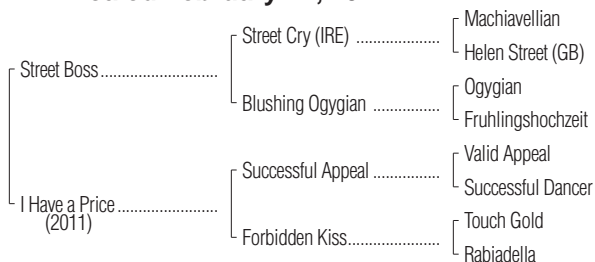 Street Boss
I Have a Price
(2011)
Street Cry (IRE)
Blushing Ogygian
Successful Appeal
Forbidden Kiss
Machiavellian
Helen Street (GB)
Ogygian
Fruhlingshochzeit
Valid Appeal
Successful Dancer
Touch Gold
Rabiadella